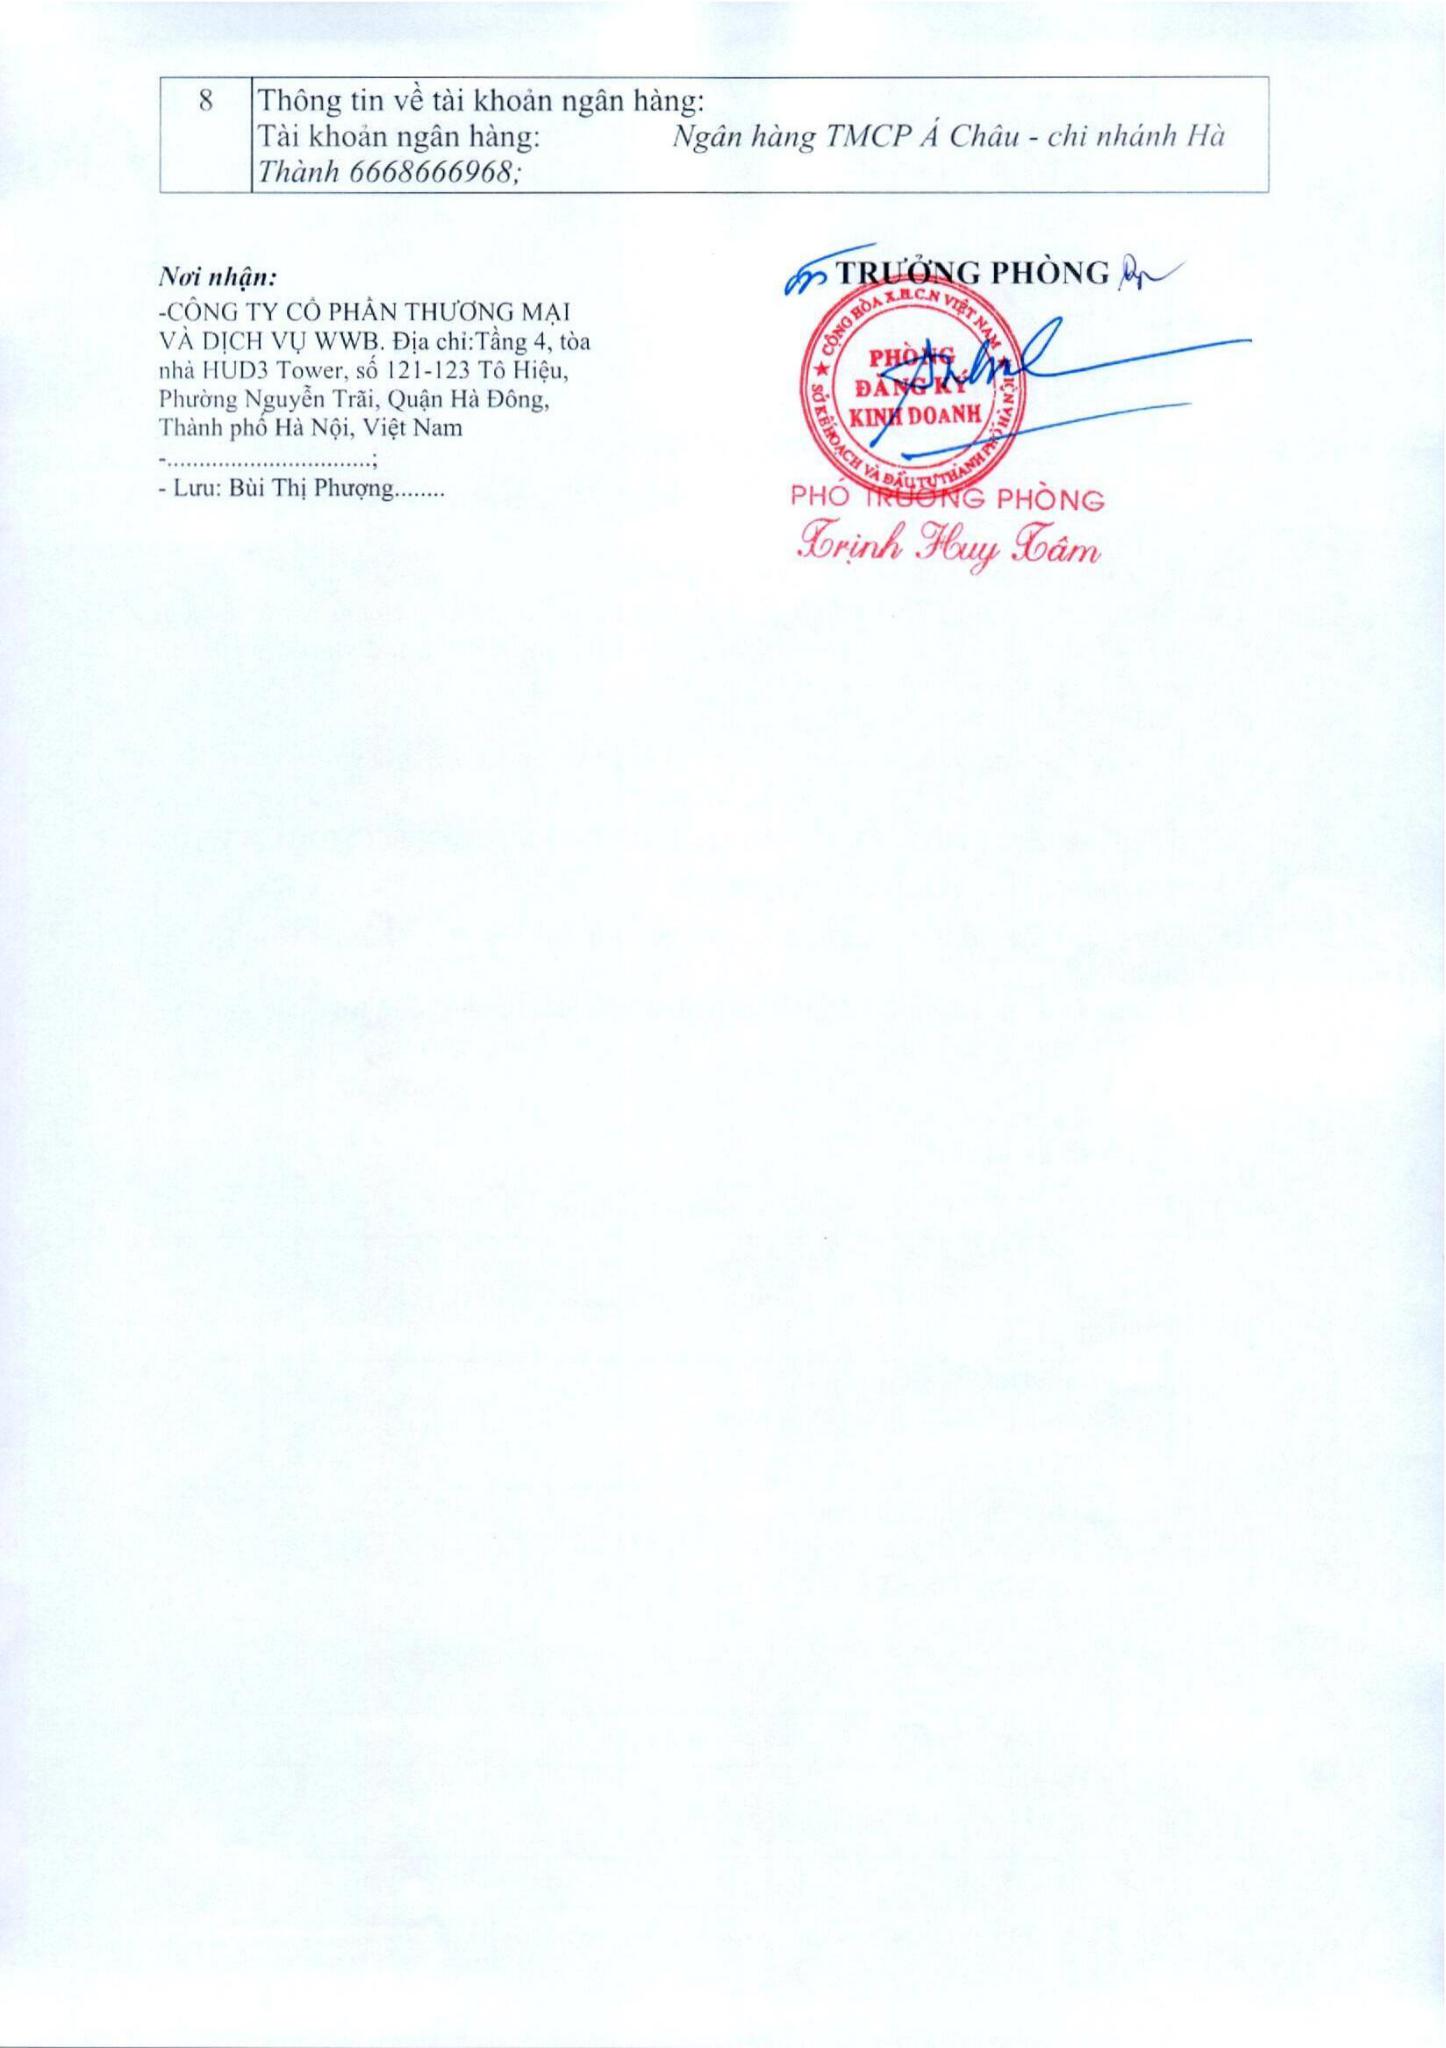 8 Thông tin về tài khoản ngân hàng:
Tài khoản ngân hàng: Ngân hàng TMCP Á Châu - chi nhánh Hà
Thành 6668666968;
Nơi nhận:
-CÔNG TY CỔ PHẦN THƯƠNG MẠI
VÀ DỊCH VỤ WWB. Địa chỉ:Tầng 4, tòa
nhà HUD3 Tower, số 121-123 Tô Hiệu,
Phường Nguyễn Trãi, Quận Hà Đông,
Thành phố Hà Nội, Việt Nam
-................................;
- Lưu: Bùi Thị Phượng........
TRƯỞNG PHÒNG
CỘNG HÒA X.H.C.N VIỆT NAM
PHÒNG
ĐĂNG KÝ
KINH DOANH
SỞ KẾ HOẠCH VÀ ĐẦU TƯ THÀNH PHỐ HÀ NỘI
PHÓ TRƯỞNG PHÒNG
Trịnh Huy Tâm